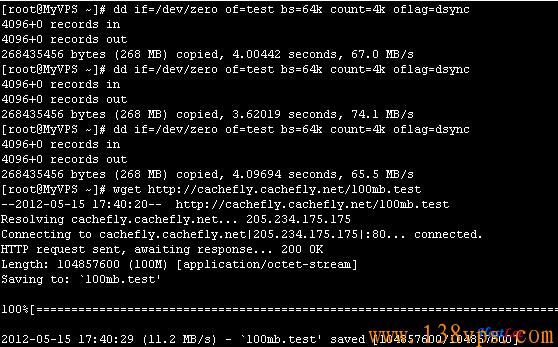 [root@MyVPS ~]# dd if=/dev/zero of=test bs=64k count=4k oflag=dsync
4096+0 records in
4096+0 records out
268435456 bytes (268 MB) copied, 4.00442 seconds, 67.0 MB/s
[root@MyVPS ~]# dd if=/dev/zero of=test bs=64k count=4k oflag=dsync
4096+0 records in
4096+0 records out
268435456 bytes (268 MB) copied, 3.62019 seconds, 74.1 MB/s
[root@MyVPS ~]# dd if=/dev/zero of=test bs=64k count=4k oflag=dsync
4096+0 records in
4096+0 records out
268435456 bytes (268 MB) copied, 4.09694 seconds, 65.5 MB/s
[root@MyVPS ~]# wget http://cachefly.cachefly.net/100mb.test
--2012-05-15 17:40:20--  http://cachefly.cachefly.net/100mb.test
Resolving cachefly.cachefly.net... 205.234.175.175
Connecting to cachefly.cachefly.net|205.234.175.175|:80... connected.
HTTP request sent, awaiting response... 200 OK
Length: 104857600 (100M) [application/octet-stream]
Saving to: `100mb.test'
100%[==================================================================
www.138vps.com
2012-05-15 17:40:29 (11.2 MB/s) - `100mb.test' saved [104857600/104857600]